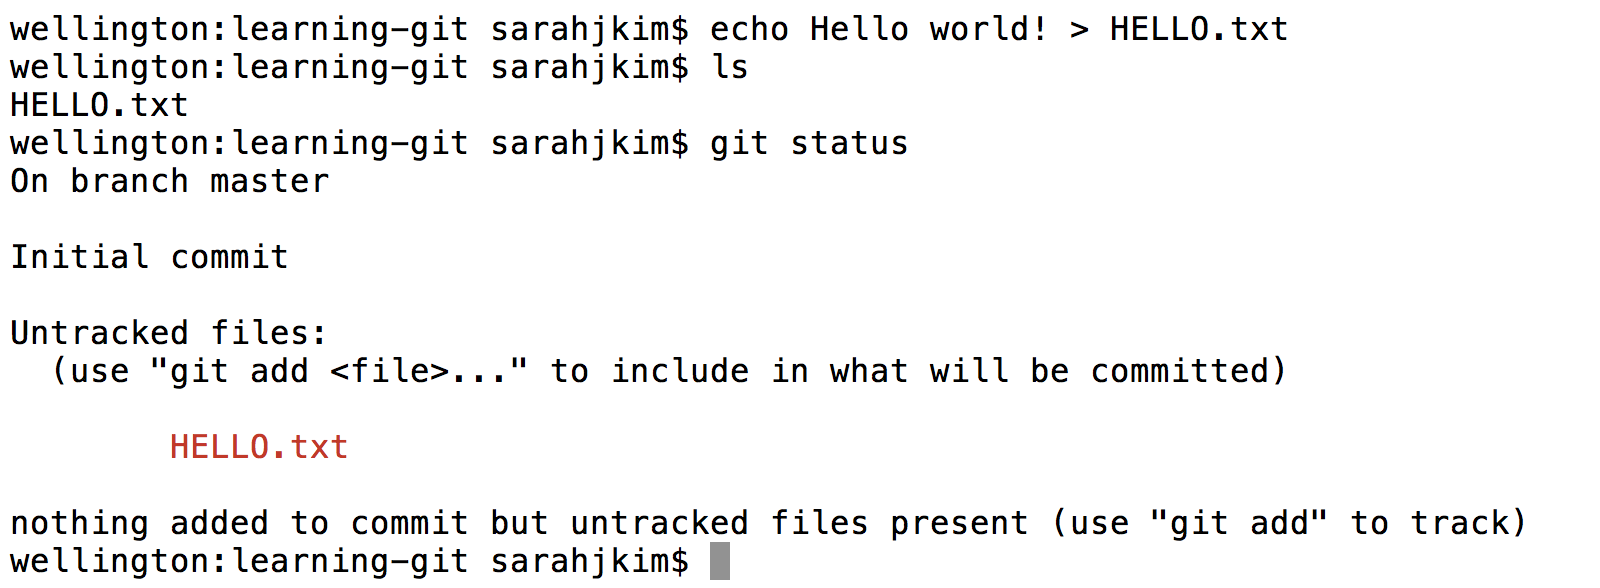 wellington:learning-git sarahjkim$ echo Hello world! > HELLO.txt
wellington:learning-git sarahjkim$ ls
HELLO.txt
wellington:learning-git sarahjkim$ git status
On branch master
Initial commit
Untracked files:
  (use "git add <file>..." to include in what will be committed)
        HELLO.txt
nothing added to commit but untracked files present (use "git add" to track)
wellington:learning-git sarahjkim$